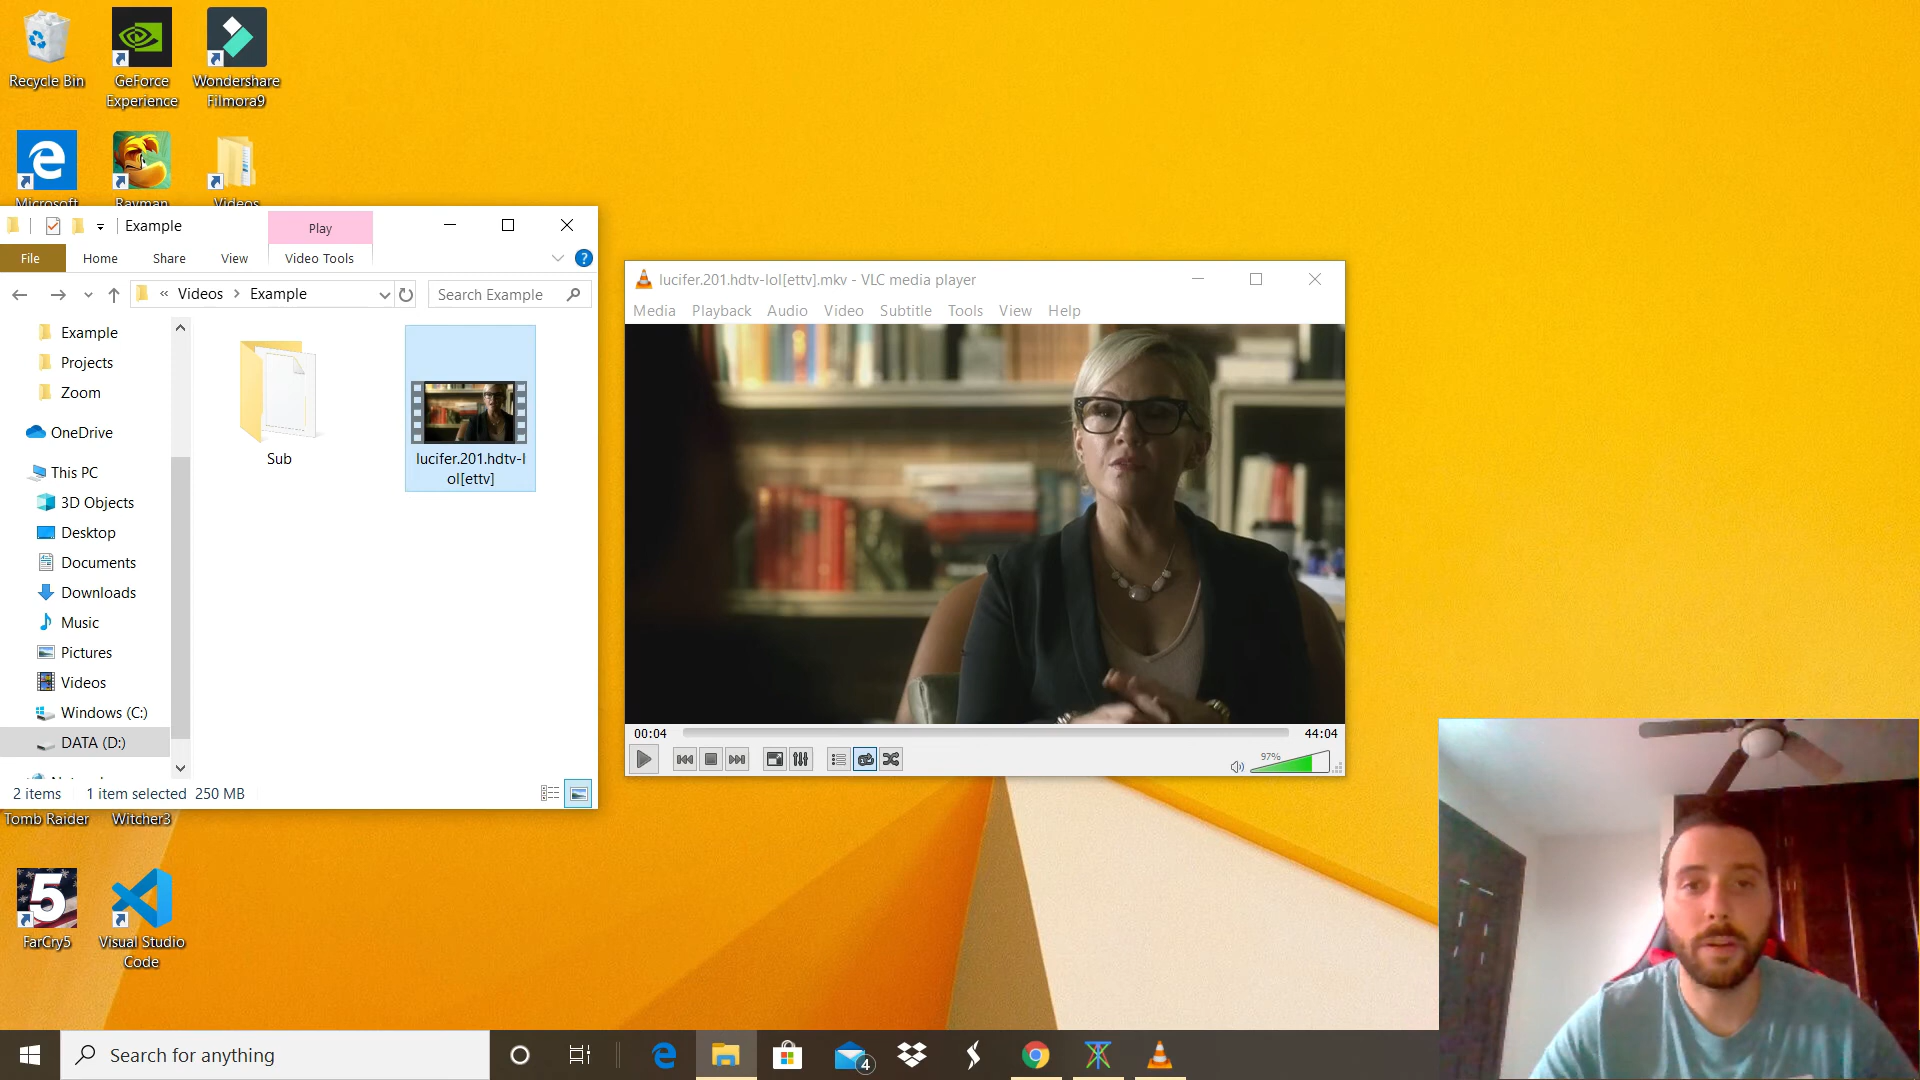 Recycle Bin
GeForce
Experience
Wondershare
Filmora9
Microsoft
Rayman
Videos
Example
Play
File
Home
Share
View
Video Tools
«
Videos
Example
Search Example
Example
Projects
Zoom
OneDrive
This PC
3D Objects
Desktop
Documents
Downloads
Music
Pictures
Videos
Windows (C:)
DATA (D:)
Sub
lucifer.201.hdtv-l
ol[ettv]
2 items
1 item selected 250 MB
Tomb Raider
Witcher3
5
FarCry5
Visual Studio
Code
lucifer.201.hdtv-lol[ettv].mkv - VLC media player
Media
Playback
Audio
Video
Subtitle
Tools
View
Help
00:04
44:04
97%
Search for anything
4